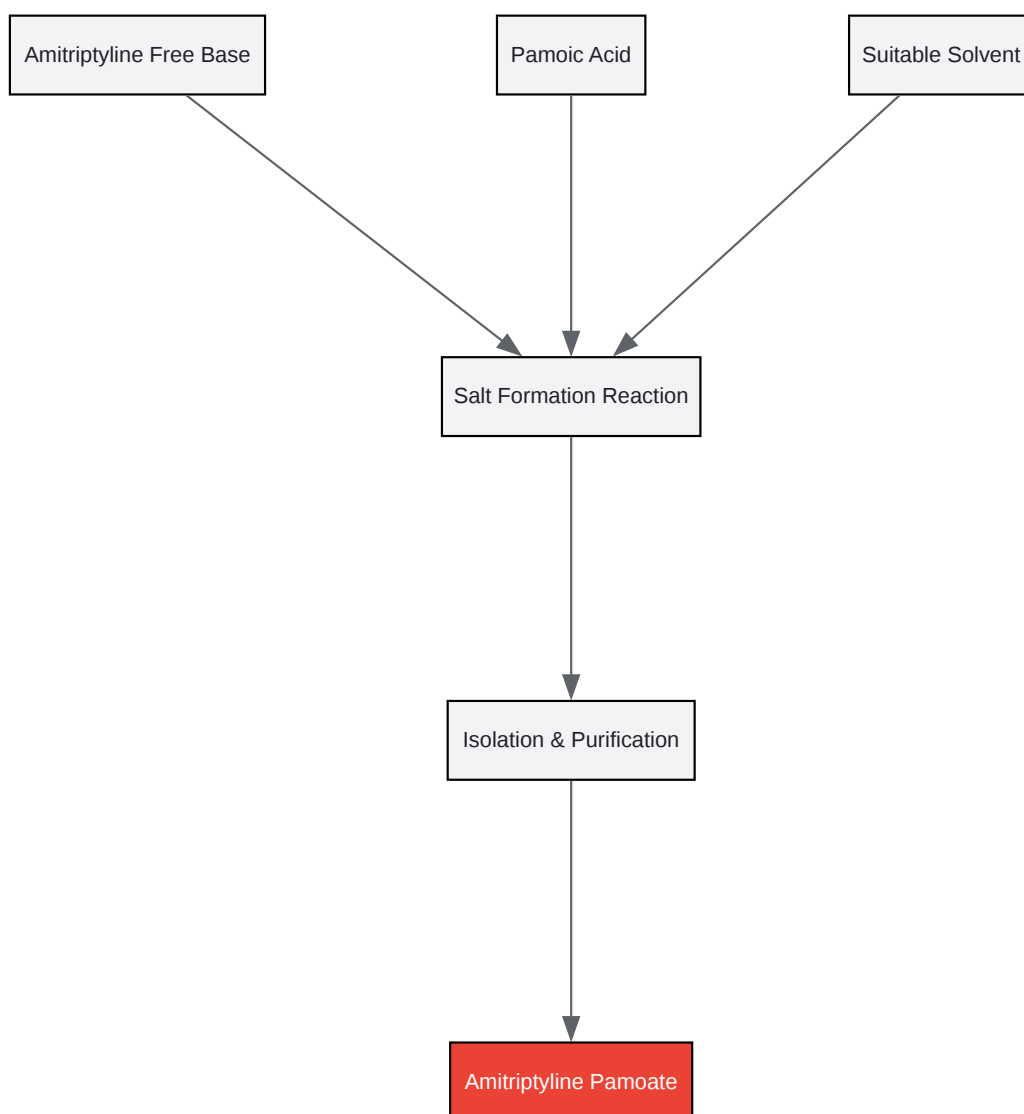 Amitriptyline Free Base
Pamoic Acid
Suitable Solvent
Salt Formation Reaction
Isolation & Purification
Amitriptyline Pamoate